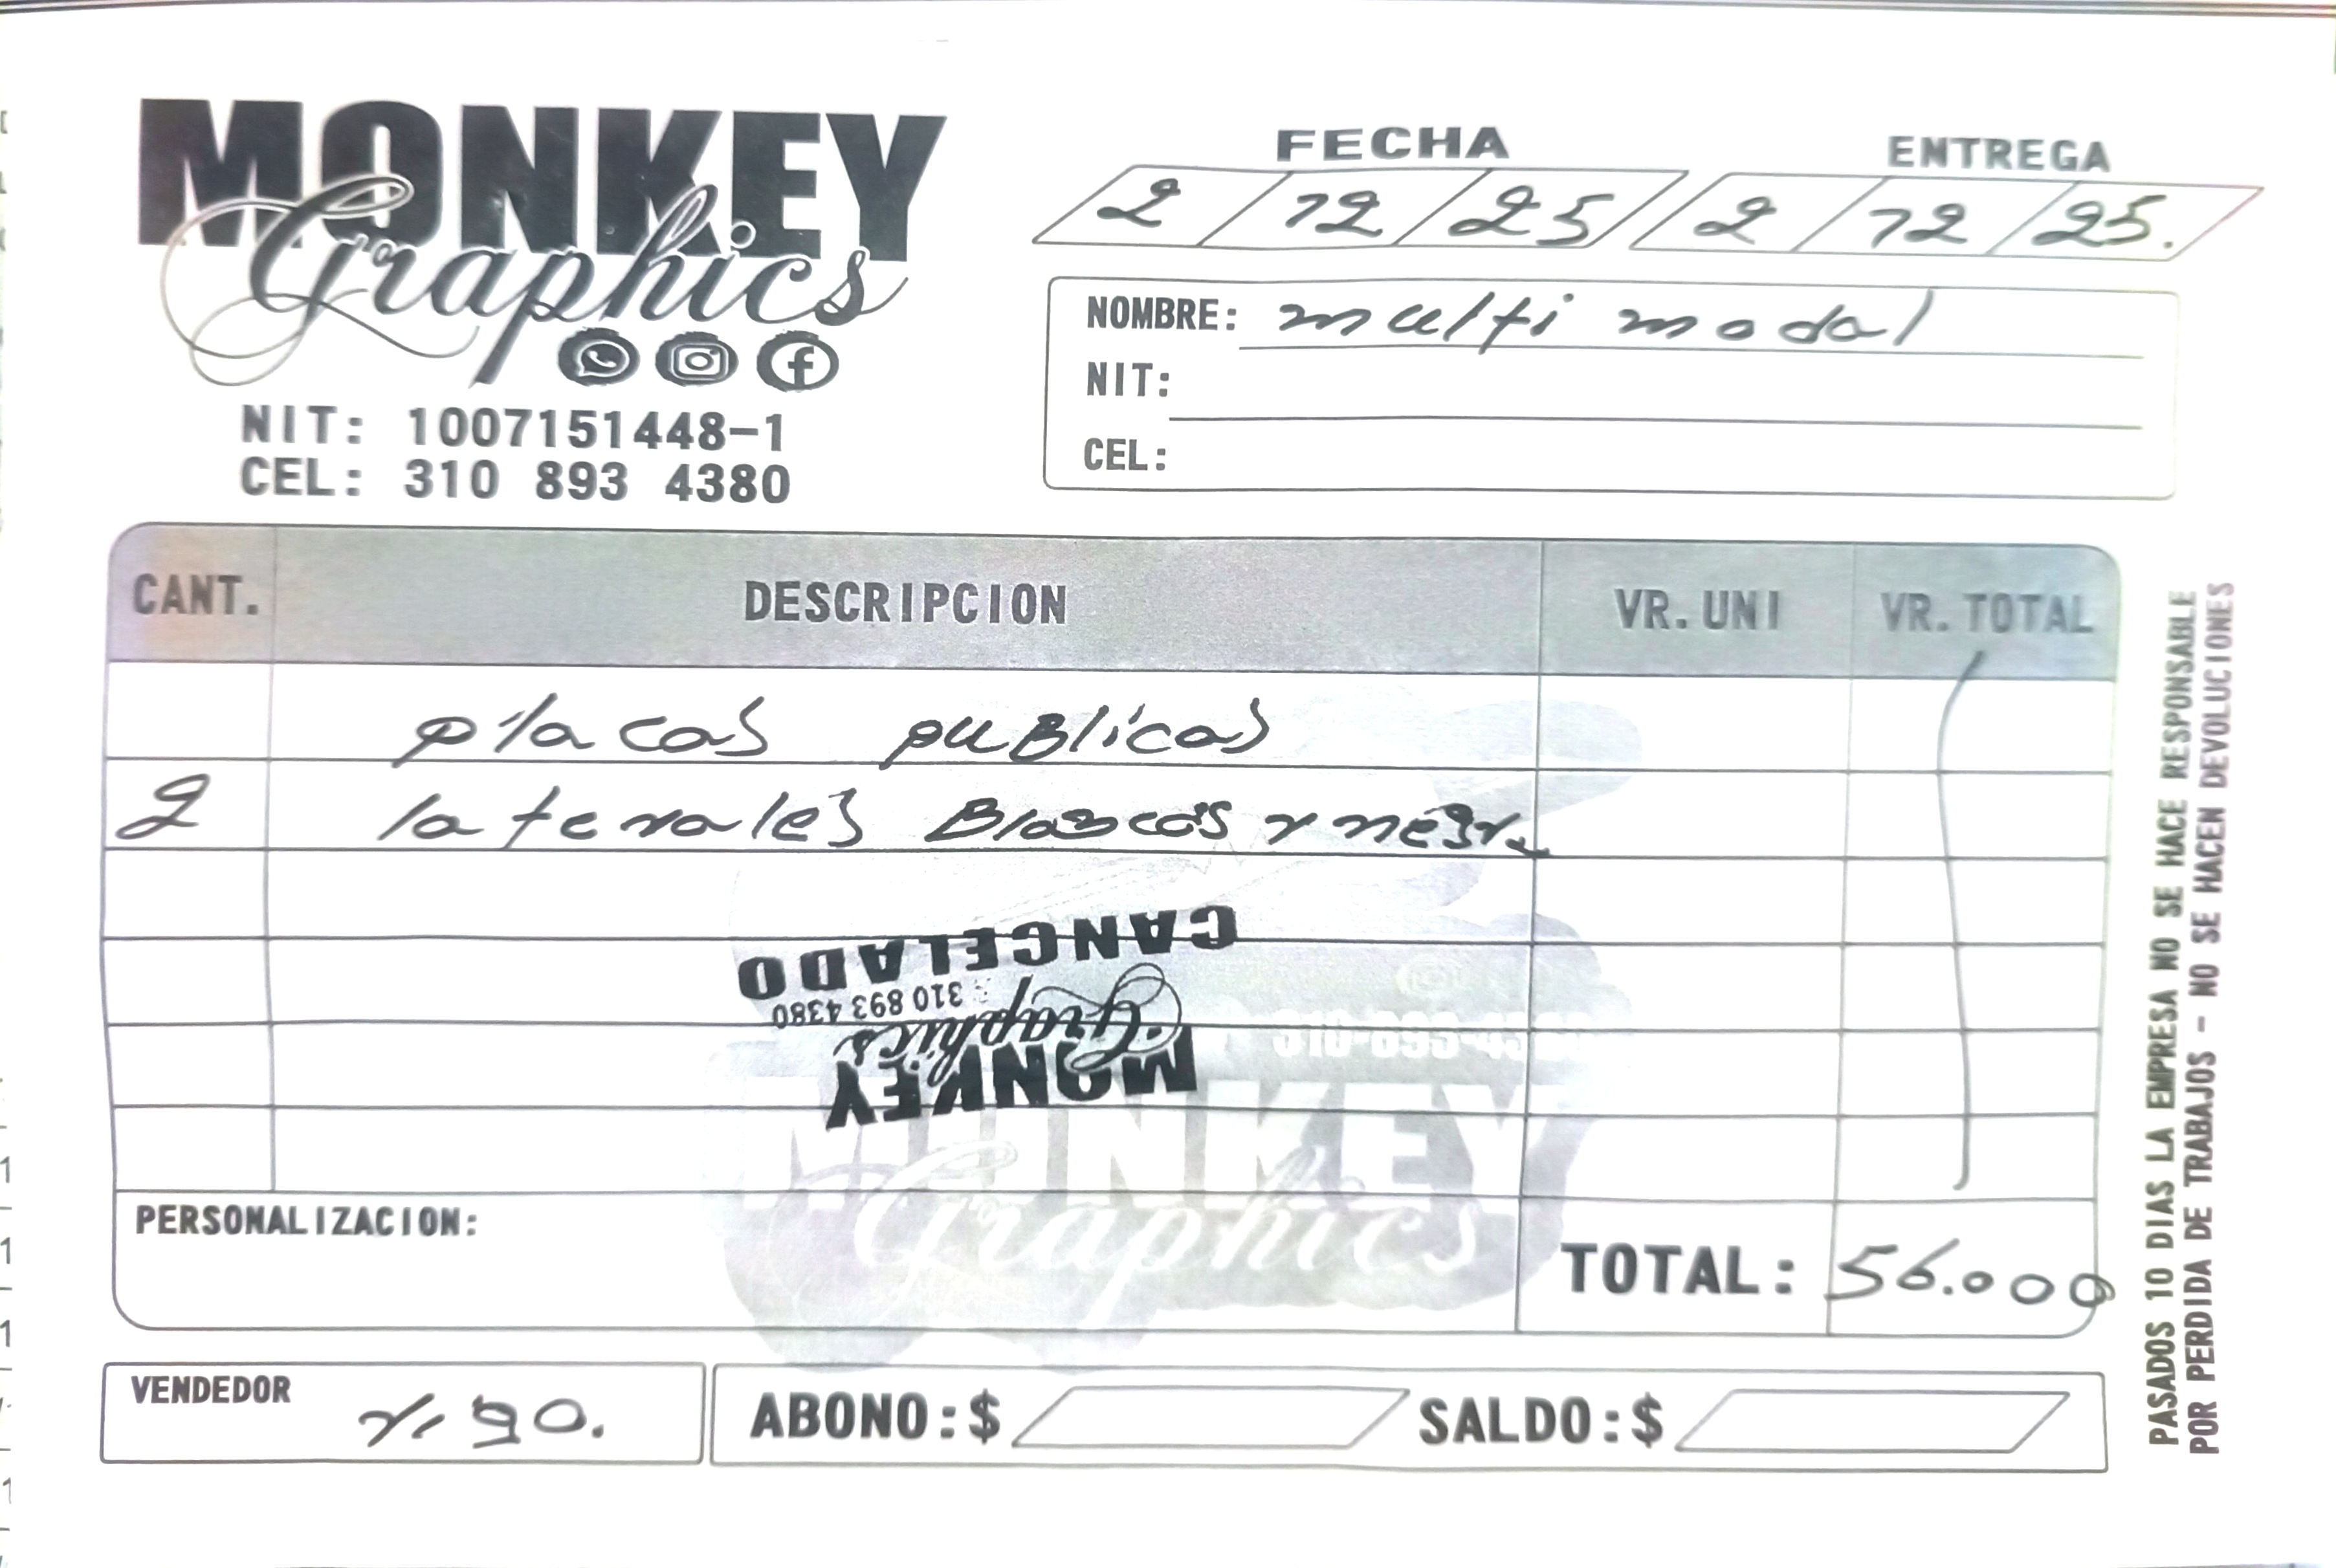 MONKEY
Graphics
NIT: 1007151448-1
CEL: 310 893 4380
FECHA
2 12 25
ENTREGA
2 12 25.
NOMBRE: multi modal
NIT:
CEL:
CANT. DESCRIPCION VR. UNI VR. TOTAL
placas publicas
2 laterales Blancos y negr.
CANCELADO
310 893 4380
Graphics
MONKEY
MONKEY
Graphics
PERSONALIZACION:
TOTAL: 56.000
VENDEDOR
ABONO:$ SALDO:$
PASADOS 10 DIAS LA EMPRESA NO SE HACE RESPONSABLE
POR PERDIDA DE TRABAJOS - NO SE HACEN DEVOLUCIONES